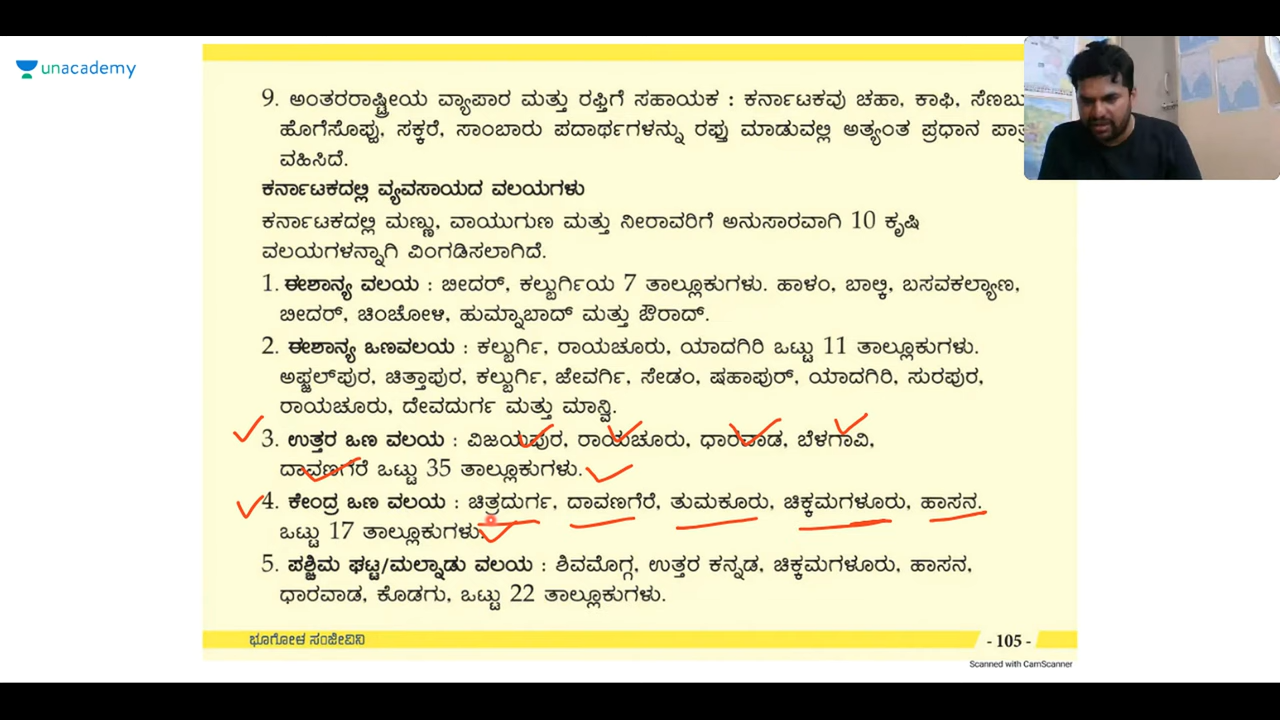 unacademy
9. ಅಂತರರಾಷ್ಟ್ರೀಯ ವ್ಯಾಪಾರ ಮತ್ತು ರಫ್ತಿಗೆ ಸಹಾಯಕ : ಕರ್ನಾಟಕವು ಚಹಾ, ಕಾಫಿ,
ಹೊಗೆಸೊಪ್ಪು, ಸಕ್ಕರೆ, ಸಾಂಬಾರು ಪದಾರ್ಥಗಳನ್ನು ರಫ್ತು ಮಾಡುವಲ್ಲಿ ಅತ್ಯಂತ ಪ್ರಧಾನ
ವಹಿಸಿದೆ.
ಕರ್ನಾಟಕದಲ್ಲಿ ವ್ಯವಸಾಯದ ವಲಯಗಳು
ಕರ್ನಾಟಕದಲ್ಲಿ ಮಣ್ಣು, ವಾಯುಗುಣ ಮತ್ತು ನೀರಾವರಿಗೆ ಅನುಸಾರವಾಗಿ 10 ಕೃಷಿ
ವಲಯಗಳನ್ನಾಗಿ ವಿಂಗಡಿಸಲಾಗಿದೆ.
1. ಈಶಾನ್ಯ ವಲಯ : ಬೀದರ್, ಕಲ್ಬುರ್ಗಿಯ 7 ತಾಲ್ಲೂಕುಗಳು. ಹಾಳಂ, ಬಾಲ್ಕಿ, ಬಸವಕಲ್ಯಾಣ,
ಬೀದರ್, ಚಿಂಚೋಳಿ, ಹುಮ್ನಾಬಾದ್ ಮತ್ತು ಔರಾದ್.
2. ಈಶಾನ್ಯ ಒಣವಲಯ : ಕಲ್ಬುರ್ಗಿ, ರಾಯಚೂರು, ಯಾದಗಿರಿ ಒಟ್ಟು 11 ತಾಲ್ಲೂಕುಗಳು.
ಅಫ್ಜಲ್‌ಪುರ, ಚಿತ್ತಾಪುರ, ಕಲ್ಬುರ್ಗಿ, ಜೇವರ್ಗಿ, ಸೇಡಂ, ಷಹಾಪುರ್, ಯಾದಗಿರಿ, ಸುರಪುರ,
ರಾಯಚೂರು, ದೇವದುರ್ಗ ಮತ್ತು ಮಾನ್ವಿ.
3. ಉತ್ತರ ಒಣ ವಲಯ : ವಿಜಯಪುರ, ರಾಯಚೂರು, ಧಾರವಾಡ, ಬೆಳಗಾವಿ,
ದಾವಣಗೆರೆ ಒಟ್ಟು 35 ತಾಲ್ಲೂಕುಗಳು.
4. ಕೇಂದ್ರ ಒಣ ವಲಯ : ಚಿತ್ರದುರ್ಗ, ದಾವಣಗೆರೆ, ತುಮಕೂರು, ಚಿಕ್ಕಮಗಳೂರು, ಹಾಸನ.
ಒಟ್ಟು 17 ತಾಲ್ಲೂಕುಗಳು.
5. ಪಶ್ಚಿಮ ಘಟ್ಟ/ಮಲ್ನಾಡು ವಲಯ : ಶಿವಮೊಗ್ಗ, ಉತ್ತರ ಕನ್ನಡ, ಚಿಕ್ಕಮಗಳೂರು, ಹಾಸನ,
ಧಾರವಾಡ, ಕೊಡಗು, ಒಟ್ಟು 22 ತಾಲ್ಲೂಕುಗಳು.
ಭೂಗೋಳ ಸಂಜೀವಿನಿ
- 105 -
Scanned with CamScanner